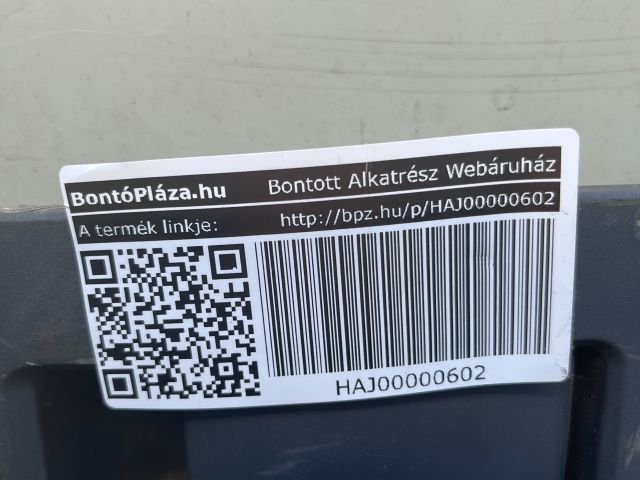 BontóPláza.hu Bontott Alkatrész Webáruház
A termék linkje: http://bpz.hu/p/HAJ00000602
HAJ00000602